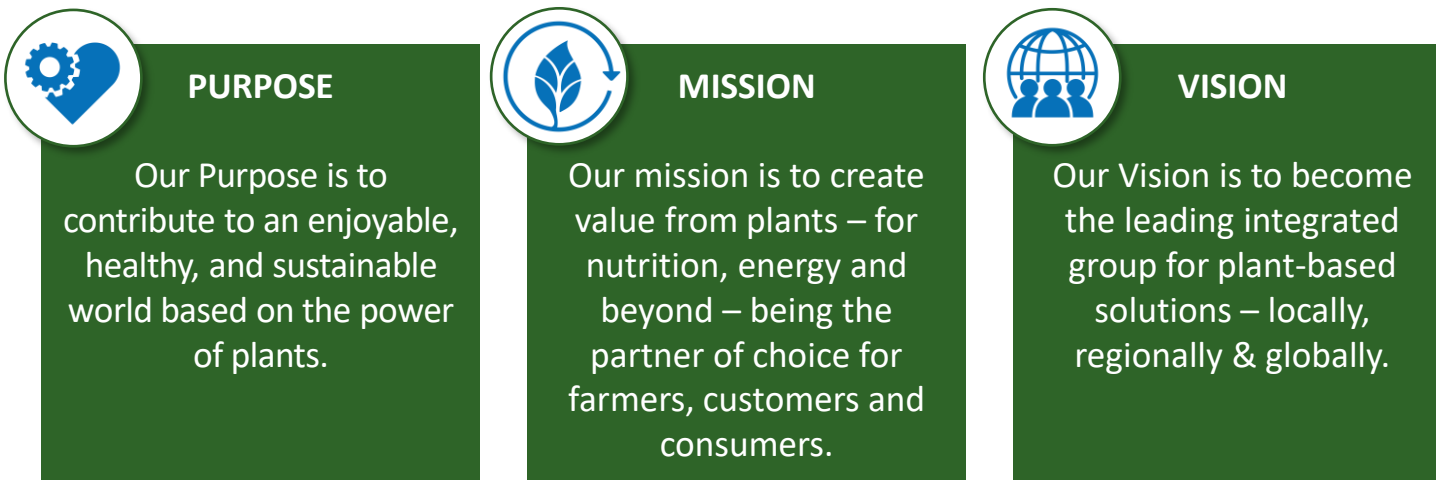 PURPOSE
Our Purpose is to
contribute to an enjoyable,
healthy, and sustainable
world based on the power
of plants.
MISSION
Our mission is to create
value from plants – for
nutrition, energy and
beyond – being the
partner of choice for
farmers, customers and
consumers.
VISION
Our Vision is to become
the leading integrated
group for plant-based
solutions – locally,
regionally & globally.